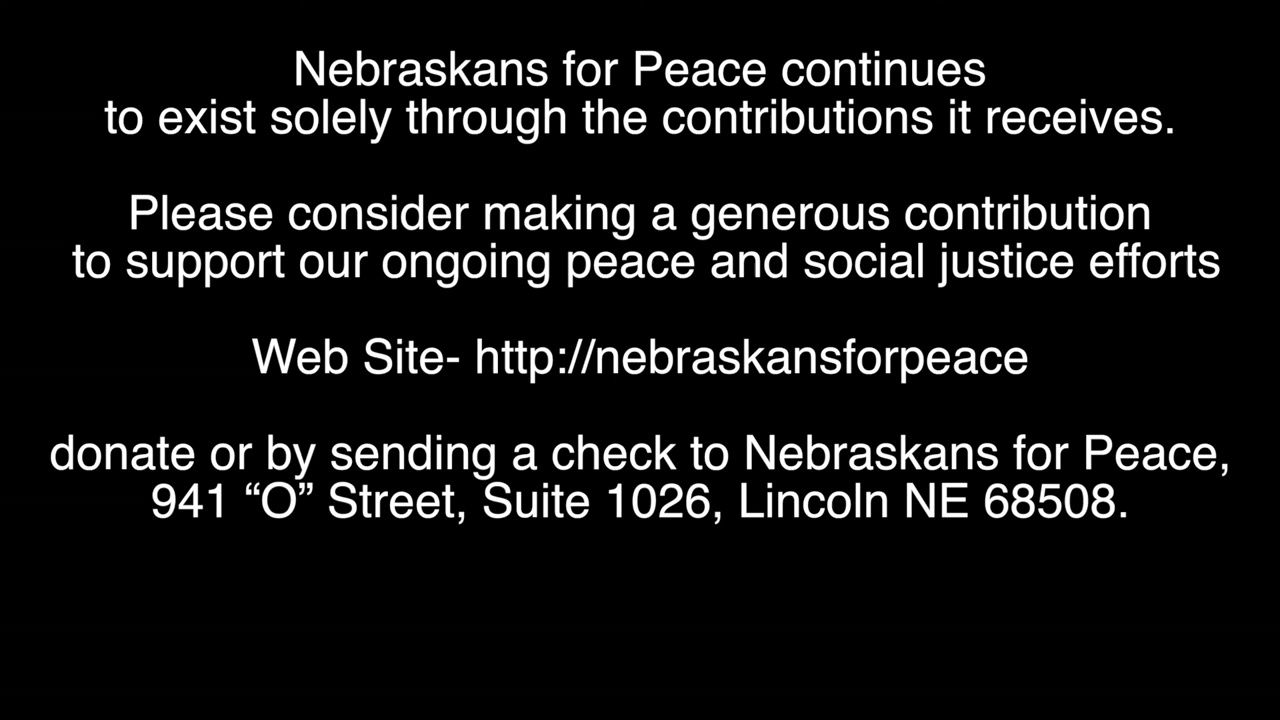 Nebraskans for Peace continues
to exist solely through the contributions it receives.
Please consider making a generous contribution
to support our ongoing peace and social justice efforts
Web Site- http://nebraskansforpeace
donate or by sending a check to Nebraskans for Peace,
941 “O” Street, Suite 1026, Lincoln NE 68508.